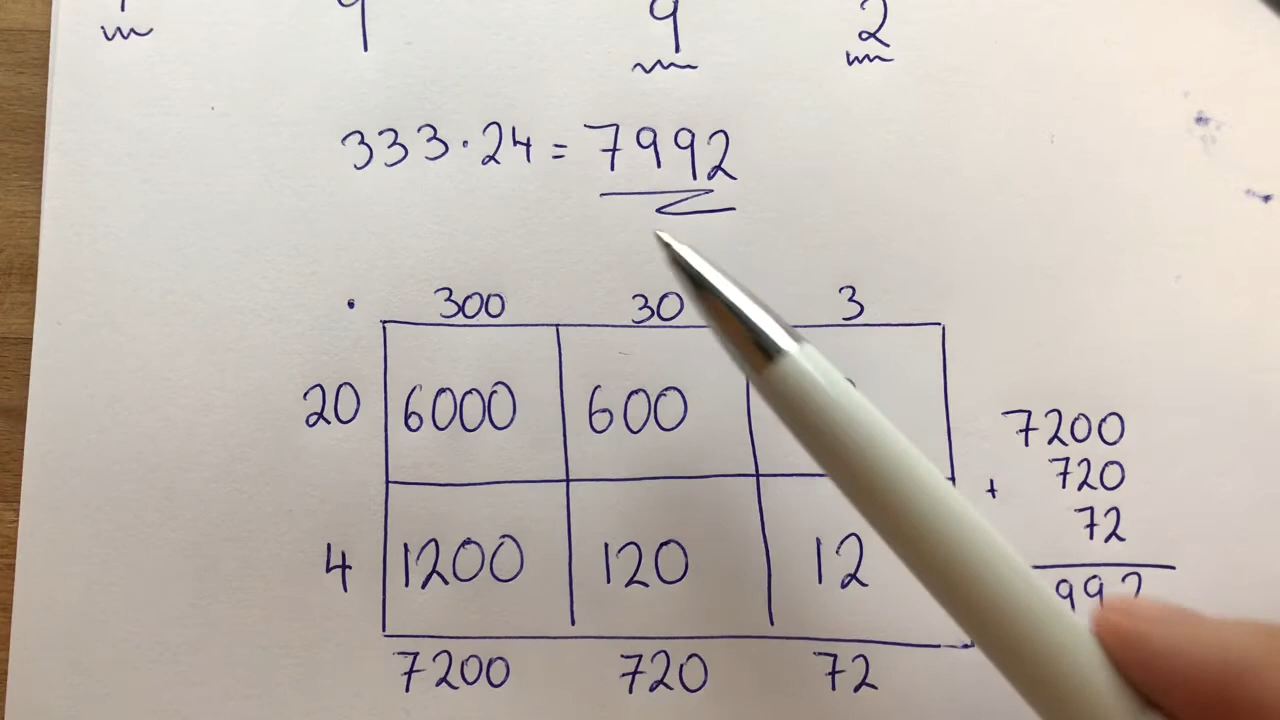 9 9 2
333·24 = 7992
· 300 30 3
20 6000 600
4 1200 120 12
7200 720 72
7200
+ 720
72
992